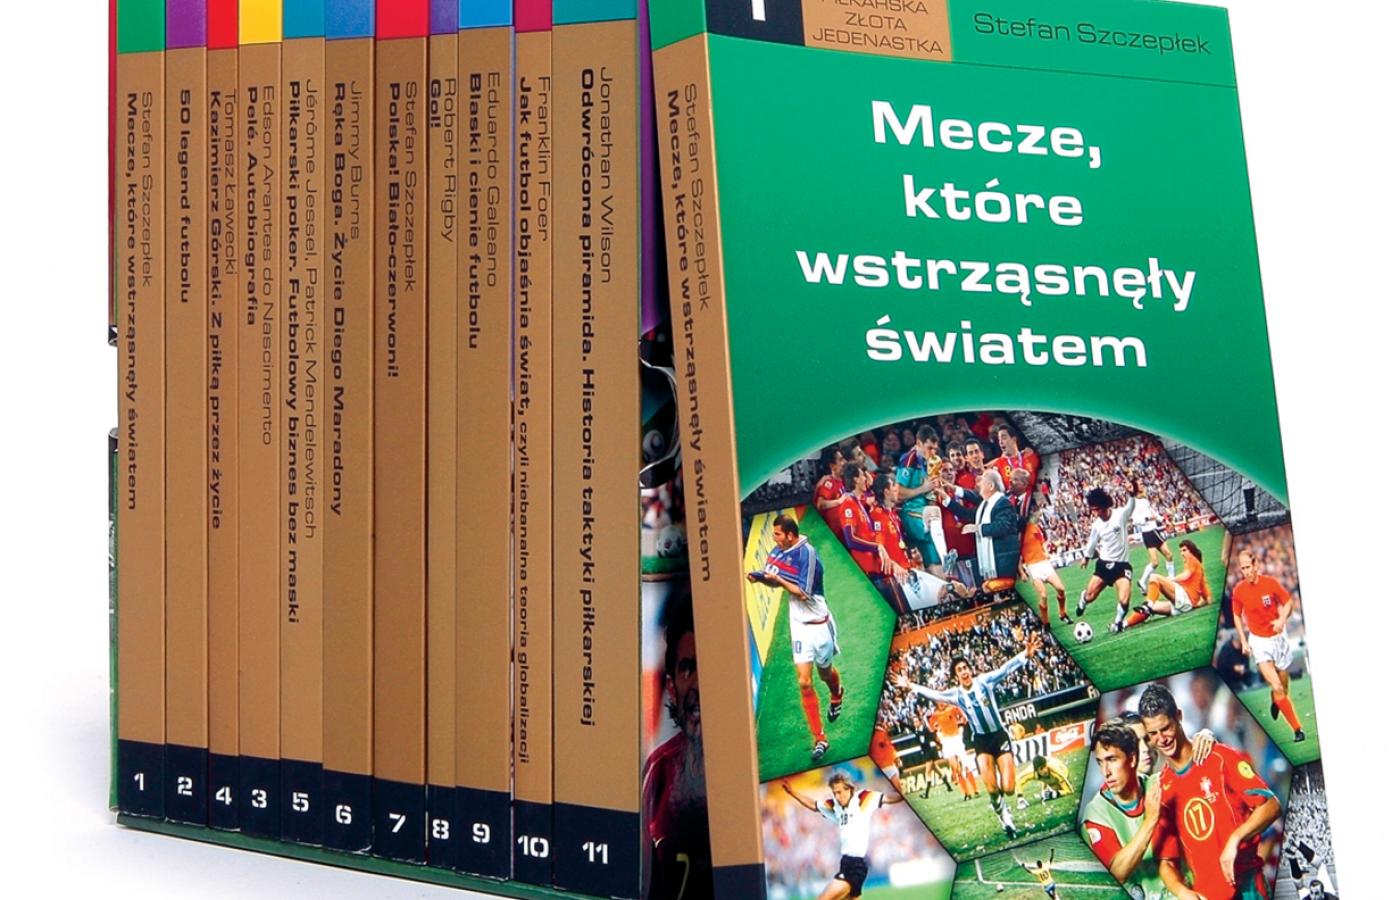 Stefan Szczepłek
Mecze, które wstrząsnęły światem
1
50 legend futbolu
2
Tomasz Ławecki
Kazimierz Górski. Z piłką przez życie
4
Edson Arantes do Nascimento
Pelé. Autobiografia
3
Jérôme Jessel, Patrick Mendelewitsch
Piłkarski poker. Futbolowy biznes bez maski
5
Jimmy Burns
Ręka Boga. Życie Diego Maradony
6
Stefan Szczepłek
Polska! Biało-czerwoni!
7
Robert Rigby
Gol!
8
Eduardo Galeano
Blaski i cienie futbolu
9
Franklin Foer
Jak futbol objaśnia świat, czyli niebanalna teoria globalizacji
10
Jonathan Wilson
Odwrócona piramida. Historia taktyki piłkarskiej
11
Stefan Szczepłek
Mecze, które wstrząsnęły światem
1
PIŁKARSKA
ZŁOTA
JEDENASTKA
Stefan Szczepłek
Mecze,
które
wstrząsnęły
światem
17